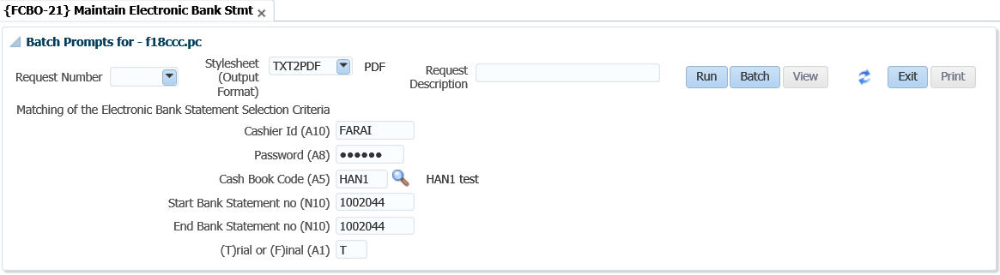 {FCBO-21} Maintain Electronic Bank Stmt
Batch Prompts for - f18ccc.pc
Request Number
Stylesheet (Output Format) TXT2PDF PDF
Request Description
Run Batch View Exit Print
Matching of the Electronic Bank Statement Selection Criteria
Cashier Id (A10) FARAI
Password (A8) ●●●●●●
Cash Book Code (A5) HAN1 HAN1 test
Start Bank Statement no (N10) 1002044
End Bank Statement no (N10) 1002044
(T)rial or (F)inal (A1) T